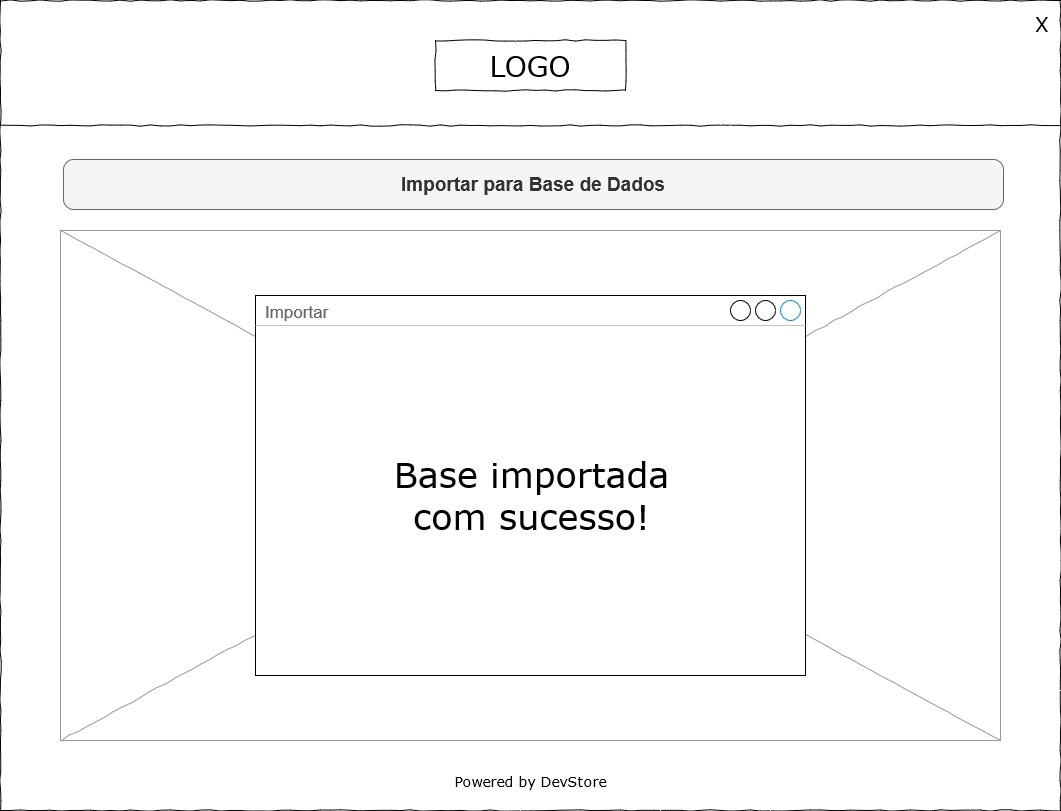 X
LOGO
Importar para Base de Dados
Importar
Base importada
com sucesso!
Powered by DevStore